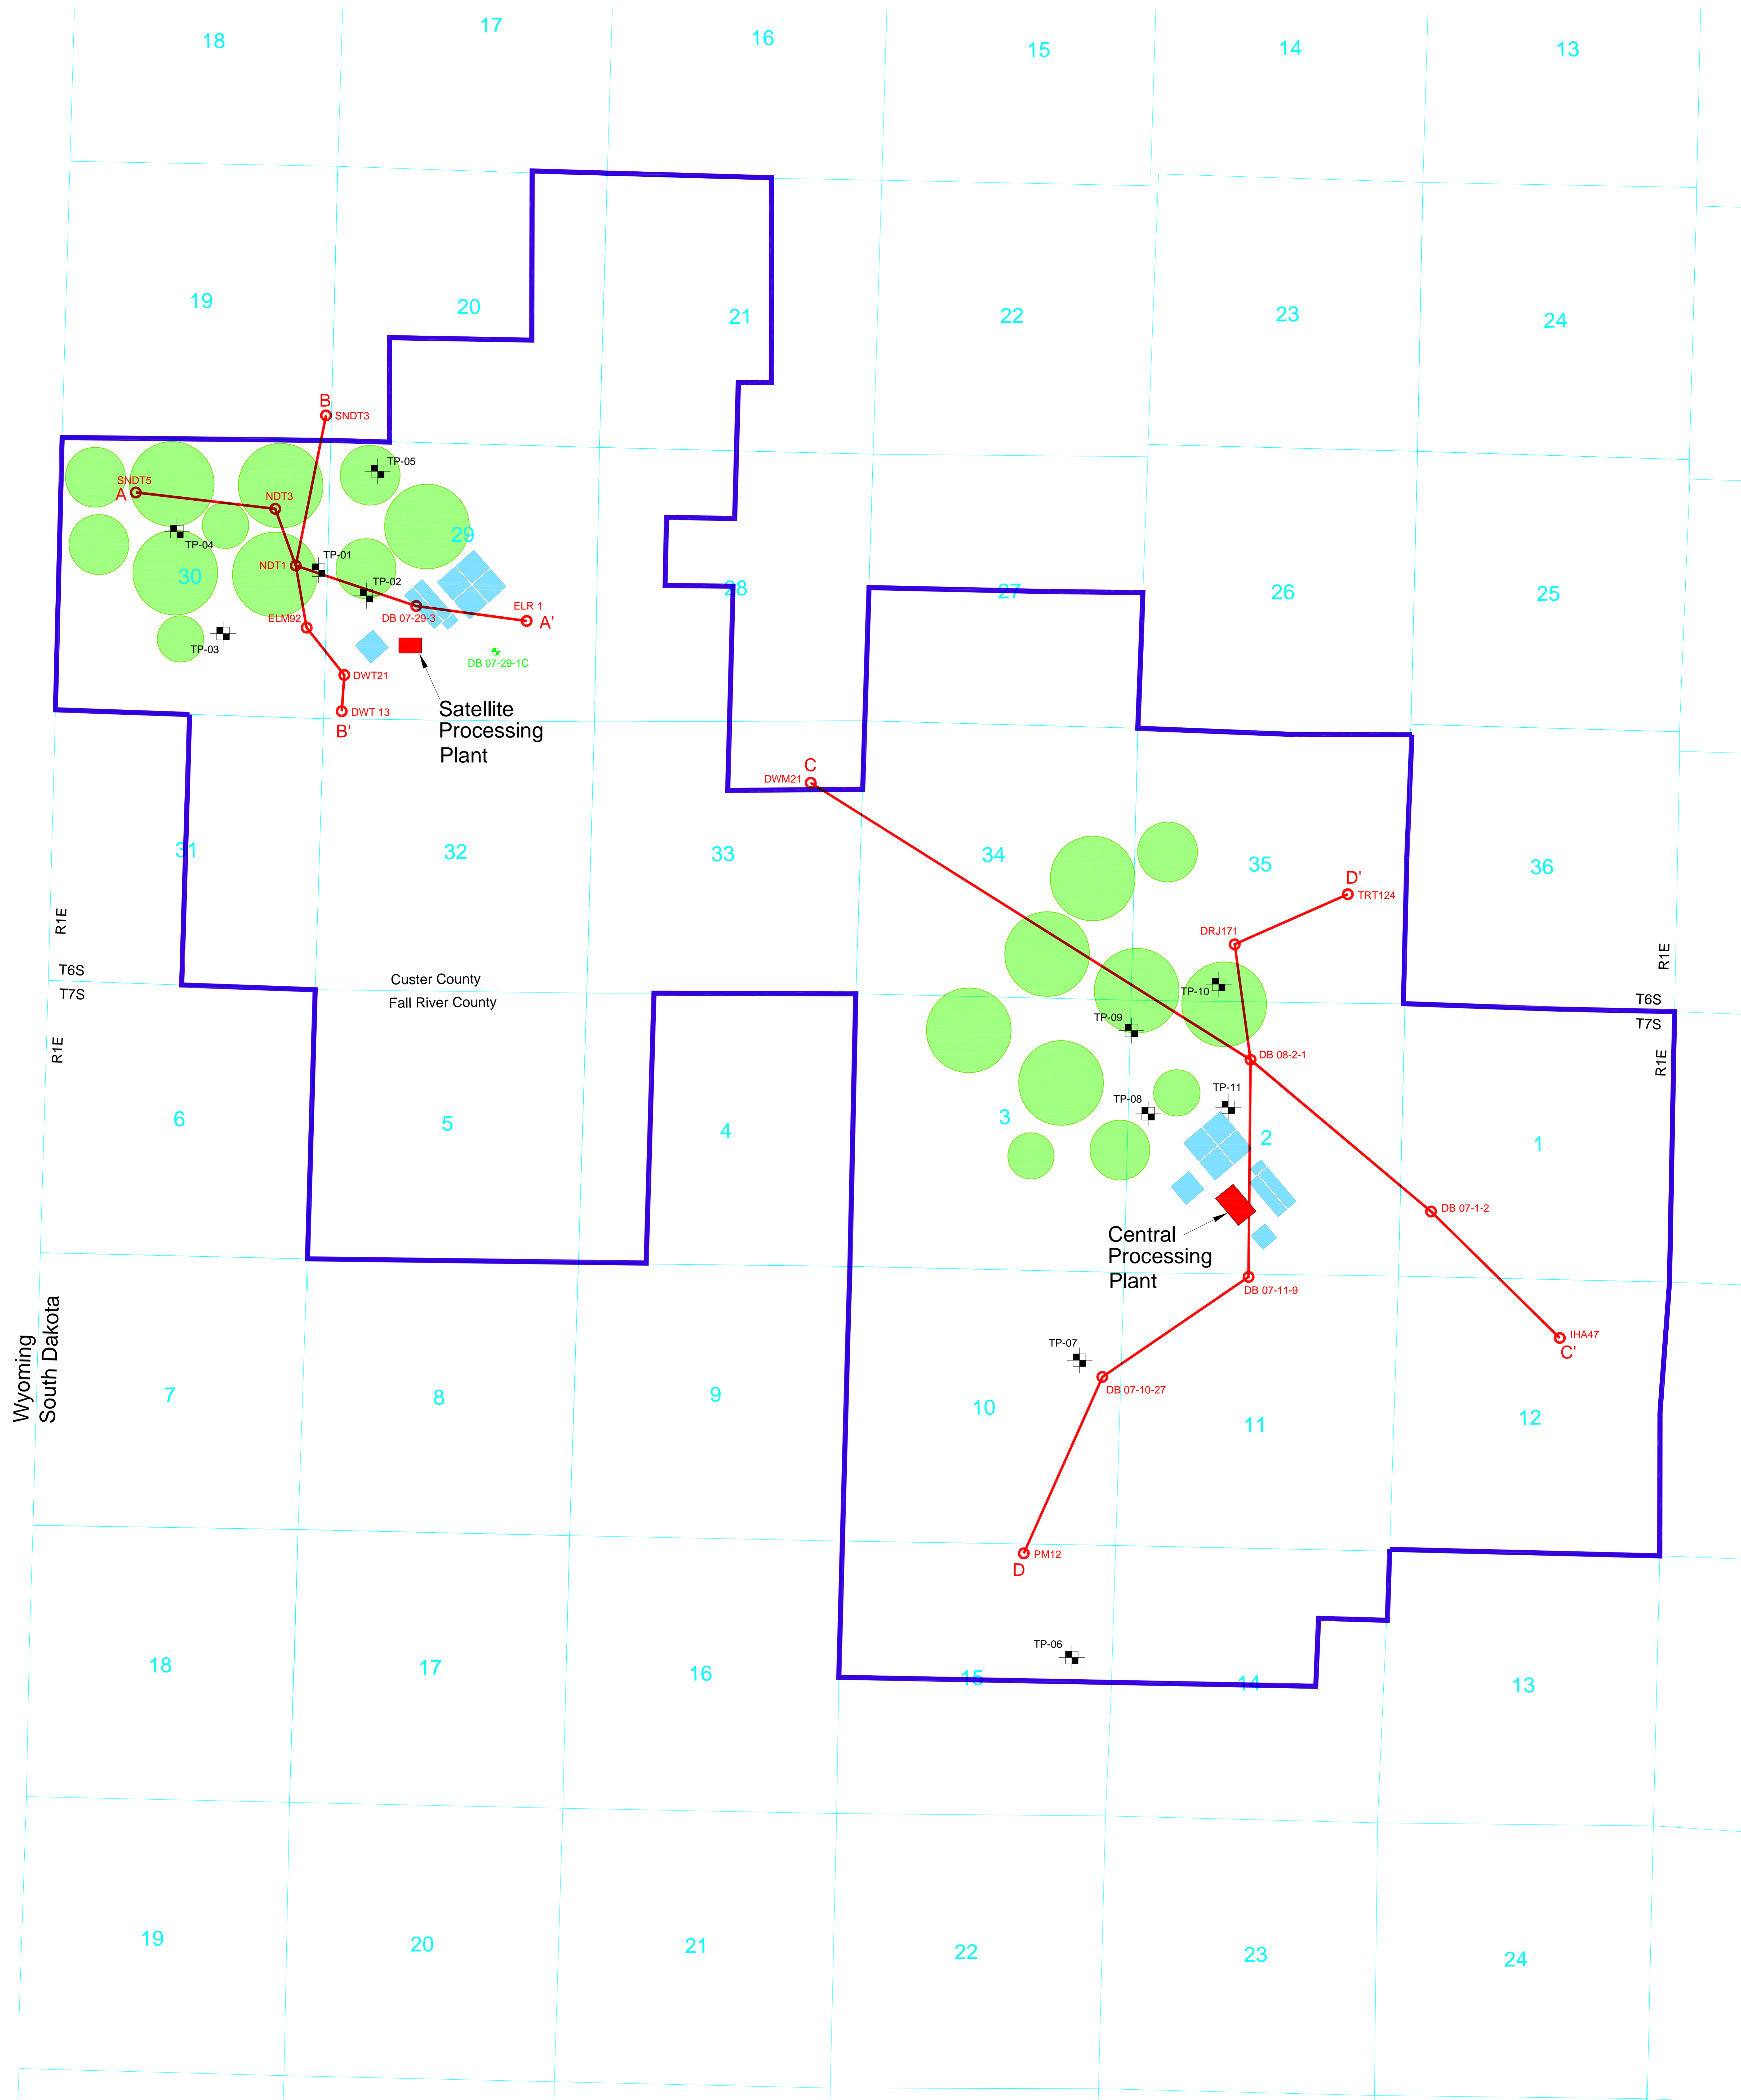 17
18
16
15
14
13
19
20
21
22
23
24
B
SNDT3
TP-05
SNDT5
A
NDT3
29
TP-04
TP-01
NDT1
30
TP-02
28
27
26
25
ELR 1
A'
DB 07-29-3
ELM92
TP-03
DB 07-29-1C
DWT21
DWT 13
B'
Satellite
Processing
Plant
C
DWM21
31
32
33
34
35
36
D'
TRT124
R1E
DRJ171
R1E
T6S
T7S
Custer County
Fall River County
TP-10
TP-09
T6S
T7S
R1E
R1E
DB 08-2-1
TP-11
TP-08
6
5
4
3
2
1
DB 07-1-2
Central
Processing
Plant
DB 07-11-9
Wyoming
South Dakota
TP-07
IHA47
C'
DB 07-10-27
7
8
9
10
11
12
PM12
D
TP-06
18
17
16
15
14
13
19
20
21
22
23
24